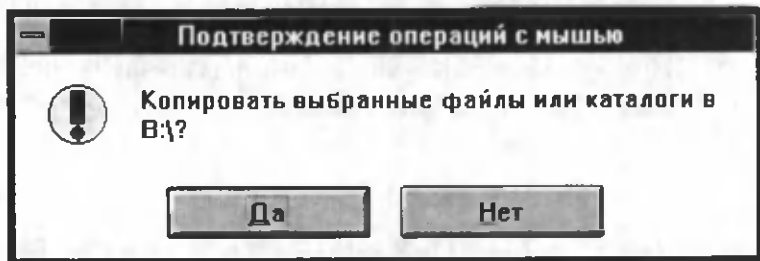 Подтверждение операций с мышью
Копировать выбранные файлы или каталоги в
B:\?
Да
Нет